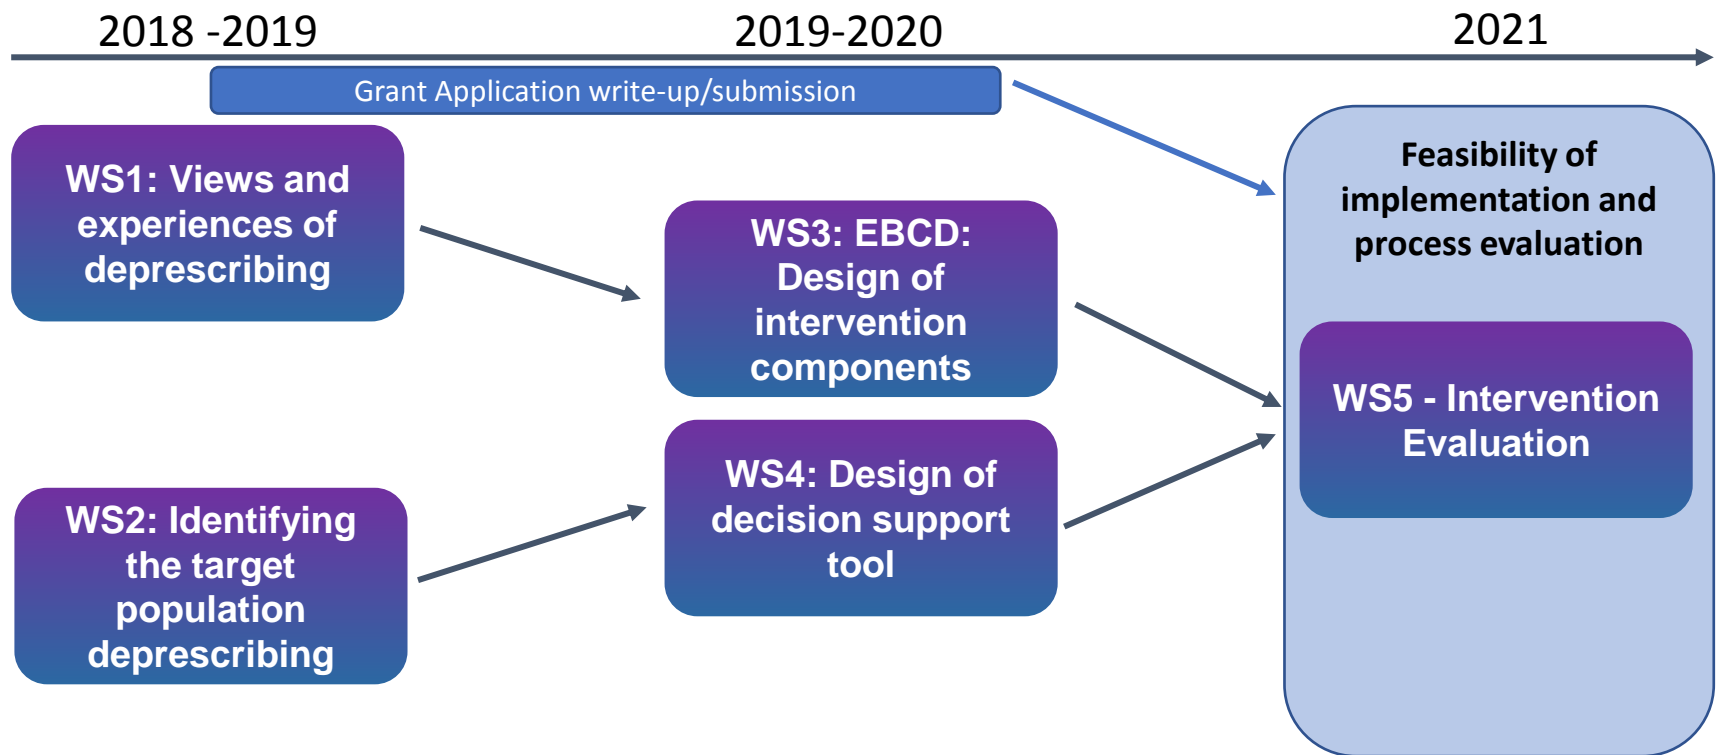 2018 -2019
2019-2020
2021
Grant Application write-up/submission
WS1: Views and
experiences of
deprescribing
WS2: Identifying
the target
population
deprescribing
WS3: EBCD:
Design of
intervention
components
WS4: Design of
decision support
tool
Feasibility of
implementation and
process evaluation
WS5 - Intervention
Evaluation